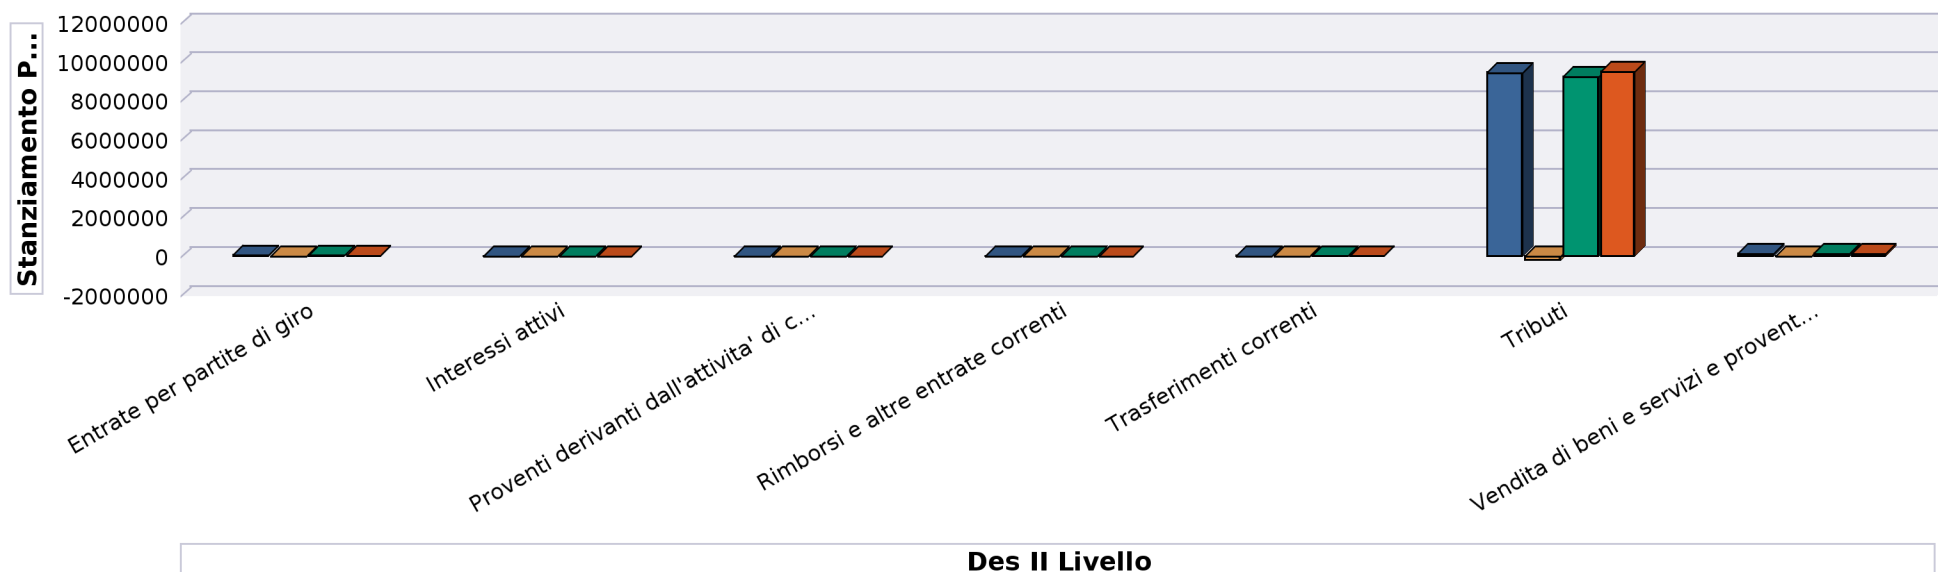 Stanziamento P...
12000000
10000000
8000000
6000000
4000000
2000000
0
-2000000
Entrate per partite di giro
Interessi attivi
Proventi derivanti dall'attivita' di c...
Rimborsi e altre entrate correnti
Trasferimenti correnti
Tributi
Vendita di beni e servizi e provent...
Des II Livello